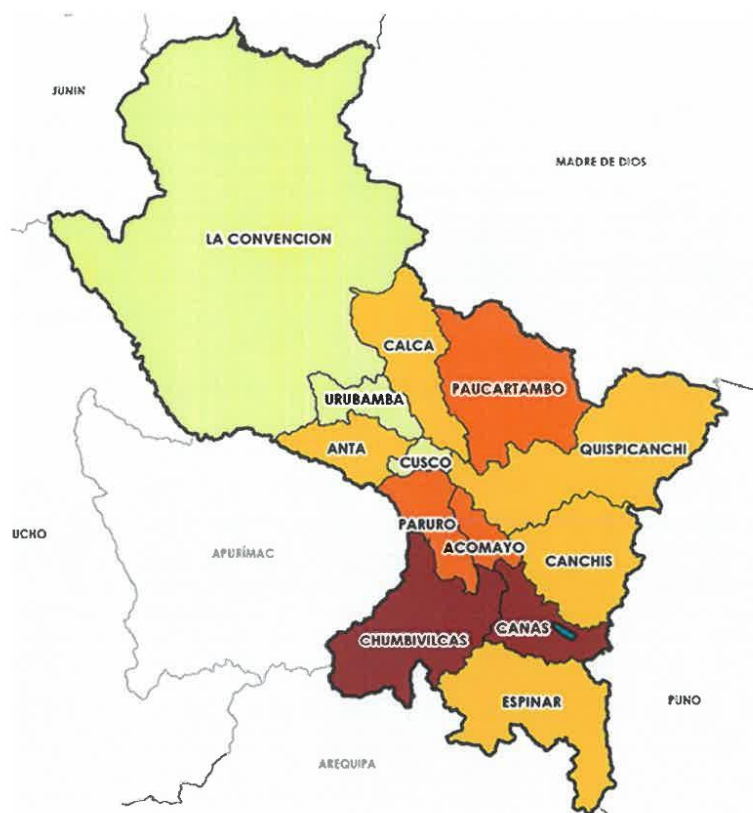 JUNIN
MADRE DE DIOS
LA CONVENCION
CALCA
PAUCARTAMBO
URUBAMBA
ANTA
CUSCO
QUISPICANCHI
PARURO
ACOMAYO
CANCHIS
UCHO
APURÍMAC
CANAS
CHUMBIVILCAS
ESPINAR
PUNO
AREQUIPA